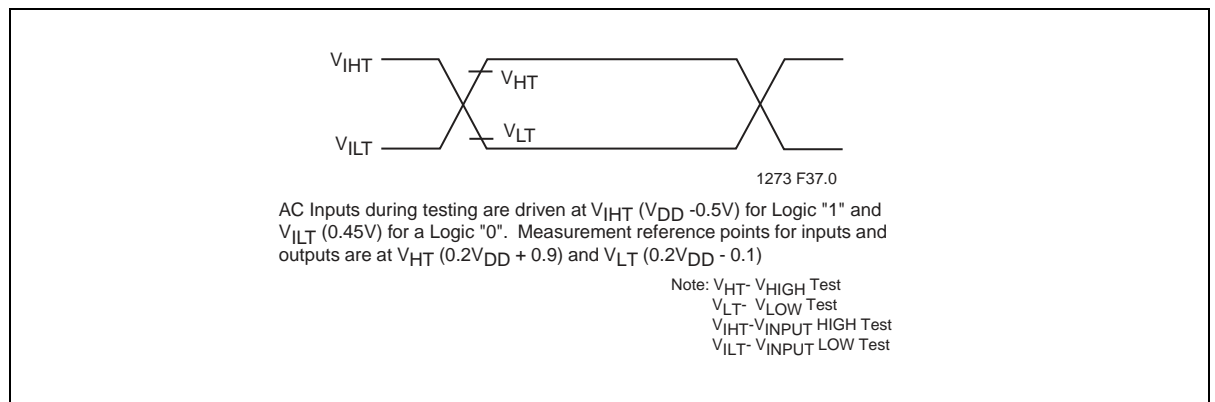 VIHT
VHT
VLT
VILT
1273 F37.0
AC Inputs during testing are driven at VIHT (VDD -0.5V) for Logic "1" and
VILT (0.45V) for a Logic "0". Measurement reference points for inputs and
outputs are at VHT (0.2VDD + 0.9) and VLT (0.2VDD - 0.1)
Note: VHT- VHIGH Test
VLT- VLOW Test
VIHT-VINPUT HIGH Test
VILT- VINPUT LOW Test